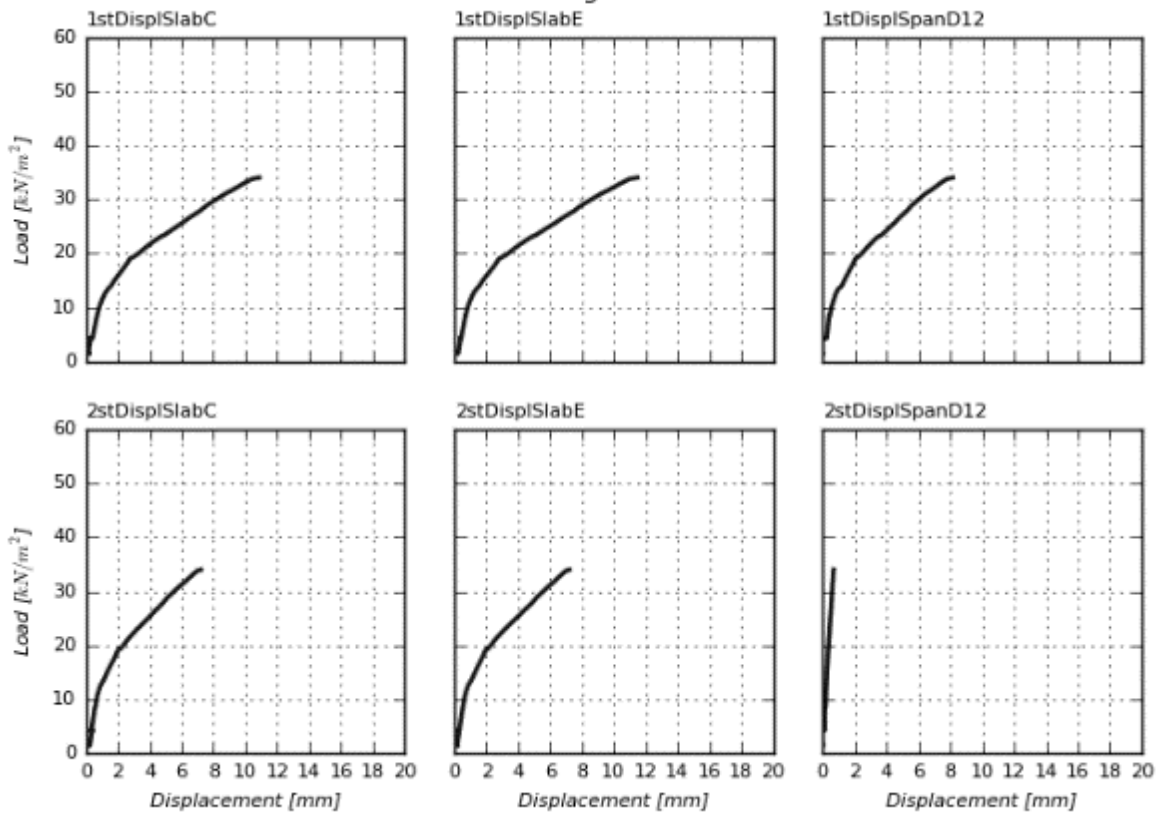 1stDisplSlabC 1stDisplSlabE 1stDisplSpanD12
60
50
40
30
20
10
0
Load [kN/m²]
2stDisplSlabC 2stDisplSlabE 2stDisplSpanD12
60
50
40
30
20
10
0
Load [kN/m²]
0 2 4 6 8 10 12 14 16 18 20 0 2 4 6 8 10 12 14 16 18 20 0 2 4 6 8 10 12 14 16 18 20
Displacement [mm] Displacement [mm] Displacement [mm]